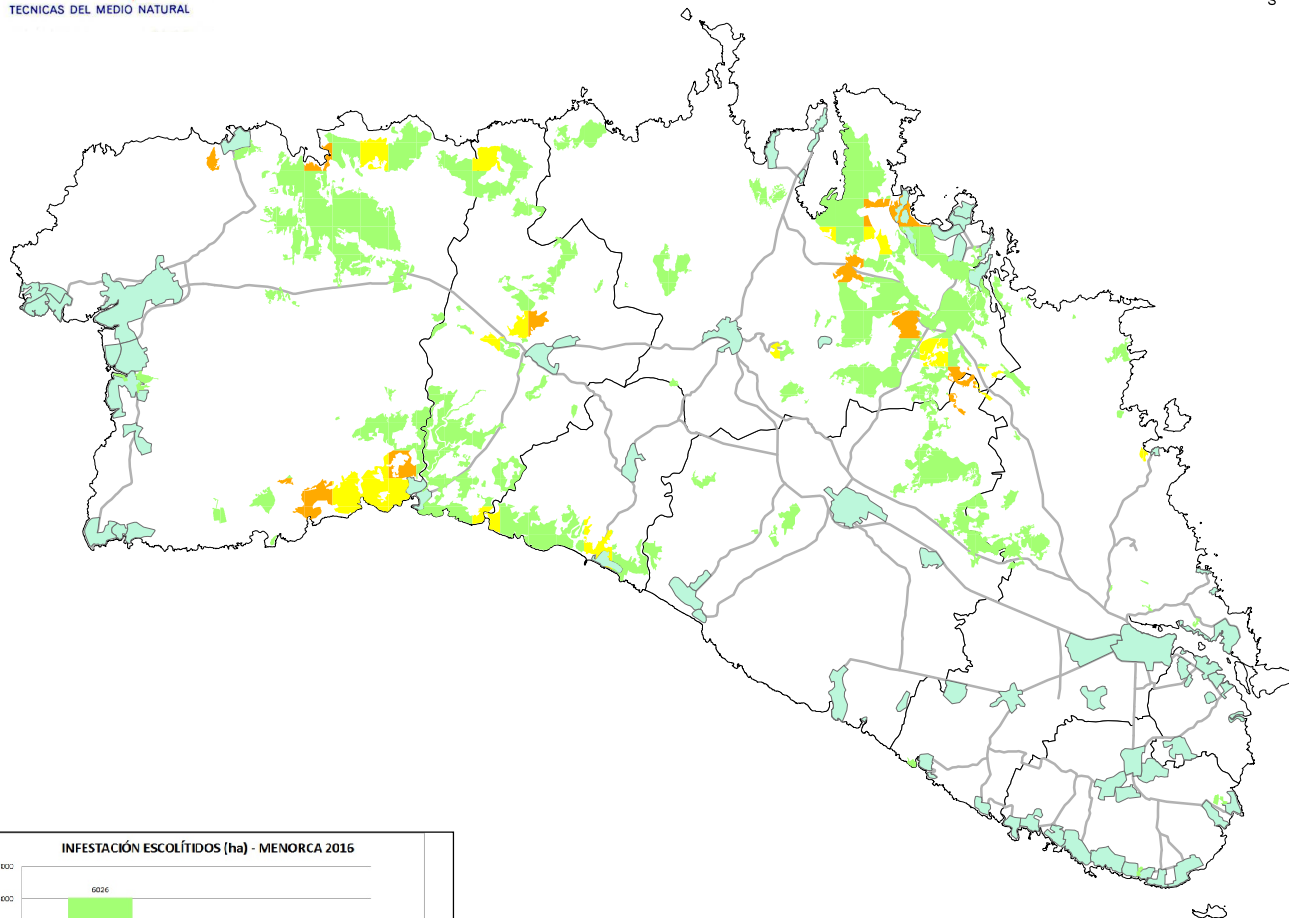 TECNICAS DEL MEDIO NATURAL
S
INFESTACIÓN ESCOLÍTIDOS (ha) - MENORCA 2016
6026